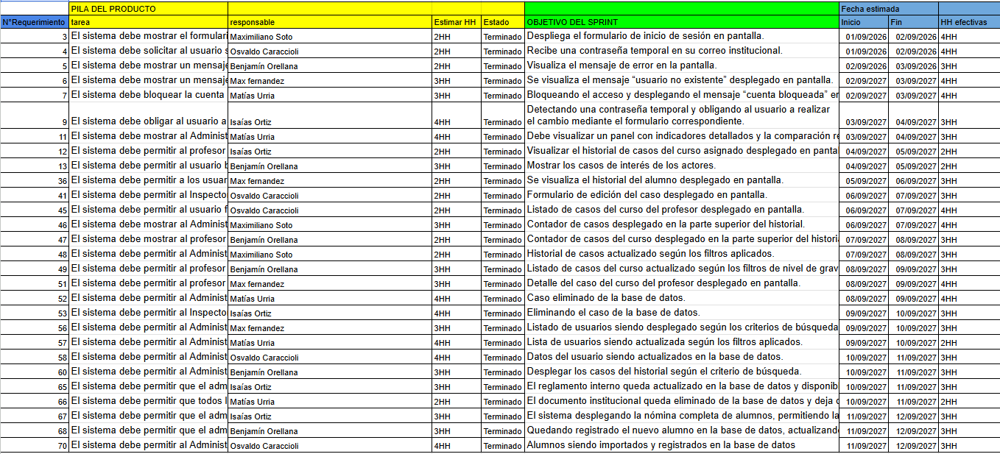 PILA DEL PRODUCTO Fecha estimada
N°Requerimiento tarea responsable Estimar HH Estado OBJETIVO DEL SPRINT Inicio Fin HH efectivas
3 El sistema debe mostrar el formulari Maximiliano Soto 2HH Terminado Despliega el formulario de inicio de sesión en pantalla. 01/09/2026 02/09/2026 4HH
4 El sistema debe solicitar al usuario s Osvaldo Caraccioli 2HH Terminado Recibe una contraseña temporal en su correo institucional. 01/09/2026 02/09/2026 4HH
5 El sistema debe mostrar un mensaje Benjamín Orellana 2HH Terminado Visualiza el mensaje de error en la pantalla. 02/09/2026 03/09/2026 3HH
6 El sistema debe mostrar un mensaje Max fernandez 3HH Terminado Se visualiza el mensaje “usuario no existente” desplegado en pantalla. 02/09/2027 03/09/2027 4HH
7 El sistema debe bloquear la cuenta Matías Urria 3HH Terminado Bloqueando el acceso y desplegando el mensaje “cuenta bloqueada” en 02/09/2027 03/09/2027 4HH
Detectando una contraseña temporal y obligando al usuario a realizar
9 El sistema debe obligar al usuario a Isaías Ortiz 4HH Terminado el cambio mediante el formulario correspondiente. 03/09/2027 04/09/2027 3HH
11 El sistema debe mostrar al Administ Matías Urria 4HH Terminado Debe visualizar un panel con indicadores detallados y la comparación re 03/09/2027 04/09/2027 3HH
12 El sistema debe permitir al profesor Isaías Ortiz 2HH Terminado Visualizar el historial de casos del curso asignado desplegado en panta 04/09/2027 05/09/2027 2HH
13 El sistema debe permitir al usuario b Benjamín Orellana 3HH Terminado Mostrar los casos de interés de los actores. 04/09/2027 05/09/2027 2HH
36 El sistema debe permitir a los usuar Max fernandez 2HH Terminado Se visualiza el historial del alumno desplegado en pantalla. 05/09/2027 06/09/2027 3HH
41 El sistema debe permitir al Inspecto Osvaldo Caraccioli 2HH Terminado Formulario de edición del caso desplegado en pantalla. 06/09/2027 07/09/2027 3HH
45 El sistema debe permitir al usuario f Osvaldo Caraccioli 2HH Terminado Listado de casos del curso del profesor desplegado en pantalla. 06/09/2027 07/09/2027 4HH
46 El sistema debe mostrar al Administ Maximiliano Soto 3HH Terminado Contador de casos desplegado en la parte superior del historial. 06/09/2027 07/09/2027 4HH
47 El sistema debe mostrar al profesor Benjamín Orellana 2HH Terminado Contador de casos del curso desplegado en la parte superior del histori 07/09/2027 08/09/2027 3HH
48 El sistema debe permitir al Administ Maximiliano Soto 2HH Terminado Historial de casos actualizado según los filtros aplicados. 07/09/2027 08/09/2027 3HH
49 El sistema debe permitir al profesor Benjamín Orellana 3HH Terminado Listado de casos del curso actualizado según los filtros de nivel de grav 08/09/2027 09/09/2027 3HH
51 El sistema debe permitir al profesor Max fernandez 3HH Terminado Detalle del caso del curso del profesor desplegado en pantalla. 08/09/2027 09/09/2027 4HH
52 El sistema debe permitir al Administ Matías Urria 4HH Terminado Caso eliminado de la base de datos. 08/09/2027 09/09/2027 4HH
53 El sistema debe permitir al Inspecto Isaías Ortiz 4HH Terminado Eliminando el caso de la base de datos. 09/09/2027 10/09/2027 3HH
56 El sistema debe permitir al Administ Max fernandez 3HH Terminado Listado de usuarios siendo desplegado según los criterios de búsqueda 09/09/2027 10/09/2027 3HH
57 El sistema debe permitir al Administ Matías Urria 4HH Terminado Lista de usuarios siendo actualizada según los filtros aplicados. 09/09/2027 10/09/2027 2HH
58 El sistema debe permitir al Administ Osvaldo Caraccioli 4HH Terminado Datos del usuario siendo actualizados en la base de datos. 10/09/2027 11/09/2027 3HH
60 El sistema debe permitir al Administ Benjamín Orellana 3HH Terminado Desplegar los casos del historial según el criterio de búsqueda. 10/09/2027 11/09/2027 3HH
65 El sistema debe permitir que el adm Isaías Ortiz 3HH Terminado El reglamento interno queda actualizado en la base de datos y disponib 10/09/2027 11/09/2027 3HH
66 El sistema debe permitir que todos l Matías Urria 2HH Terminado El documento institucional queda eliminado de la base de datos y deja d 10/09/2027 11/09/2027 2HH
67 El sistema debe permitir que el adm Isaías Ortiz 3HH Terminado El sistema desplegando la nómina completa de alumnos, permitiendo la 11/09/2027 12/09/2027 3HH
68 El sistema debe permitir que el adm Benjamín Orellana 3HH Terminado Quedando registrado el nuevo alumno en la base de datos, actualizando 11/09/2027 12/09/2027 3HH
70 El sistema debe permitir al Administ Osvaldo Caraccioli 4HH Terminado Alumnos siendo importados y registrados en la base de datos 11/09/2027 12/09/2027 3HH